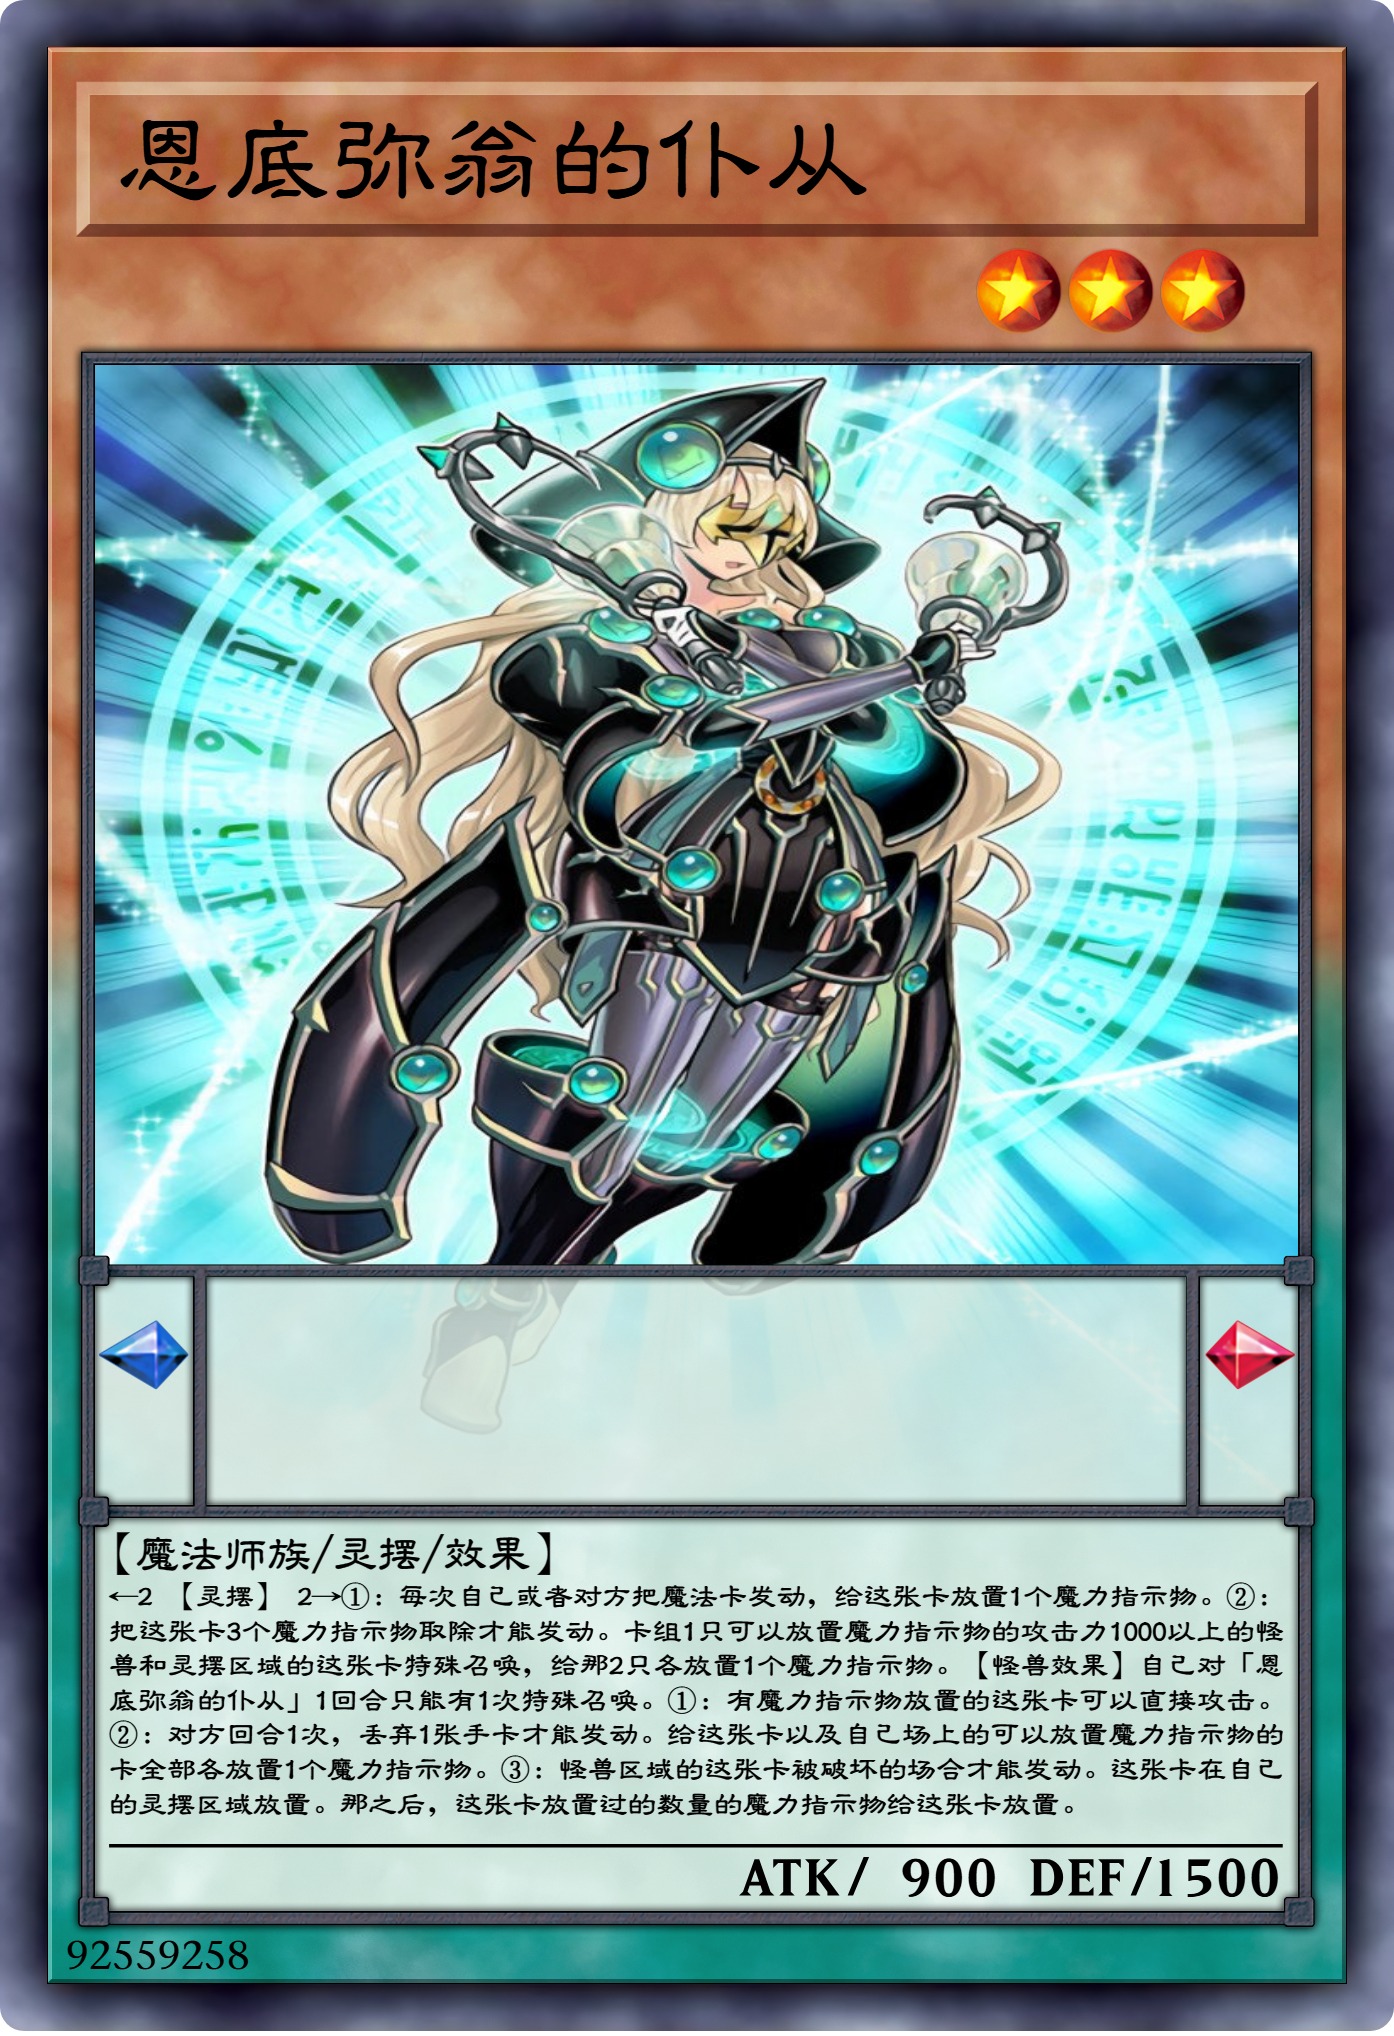 恩底弥翁的仆从
【魔法师族/灵摆/效果】
←2 【灵摆】 2→①：每次自己或者对方把魔法卡发动，给这张卡放置1个魔力指示物。②：
把这张卡3个魔力指示物取除才能发动。卡组1只可以放置魔力指示物的攻击力1000以上的怪
兽和灵摆区域的这张卡特殊召唤，给那2只各放置1个魔力指示物。【怪兽效果】自己对「恩
底弥翁的仆从」1回合只能有1次特殊召唤。①：有魔力指示物放置的这张卡可以直接攻击。
②：对方回合1次，丢弃1张手卡才能发动。给这张卡以及自己场上的可以放置魔力指示物的
卡全部各放置1个魔力指示物。③：怪兽区域的这张卡被破坏的场合才能发动。这张卡在自己
的灵摆区域放置。那之后，这张卡放置过的数量的魔力指示物给这张卡放置。
ATK/ 900 DEF/1500
92559258